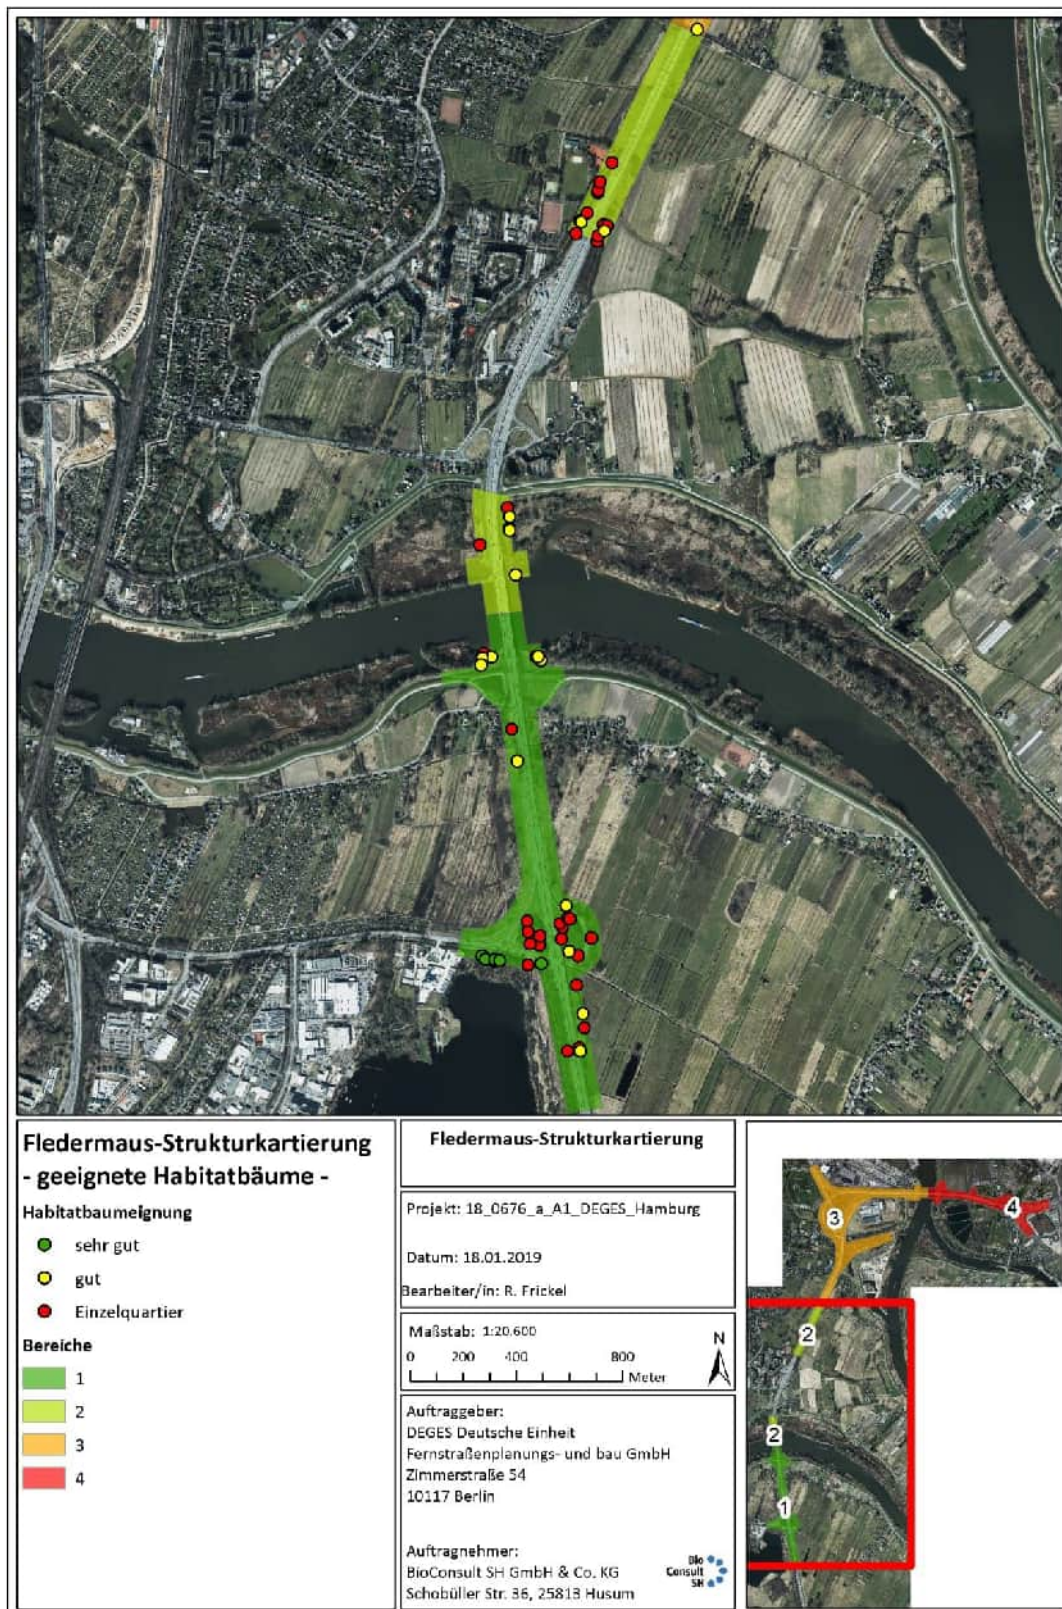 Fledermaus-Strukturkartierung
- geeignete Habitatbäume -
Habitatbaumeignung
sehr gut
gut
Einzelquartier
Bereiche
1
2
3
4
Fledermaus-Strukturkartierung
Projekt: 18_0676_a_A1_DEGES_Hamburg
Datum: 18.01.2019
Bearbeiter/in: R. Frickel
Maßstab: 1:20.600
0 200 400 800
Meter
N
Auftraggeber:
DEGES Deutsche Einheit
Fernstraßenplanungs- und bau GmbH
Zimmerstraße 54
10117 Berlin
Auftragnehmer:
BioConsult SH GmbH & Co. KG
Schobüller Str. 36, 25813 Husum
Bio
Consult
SH
3
4
2
2
1